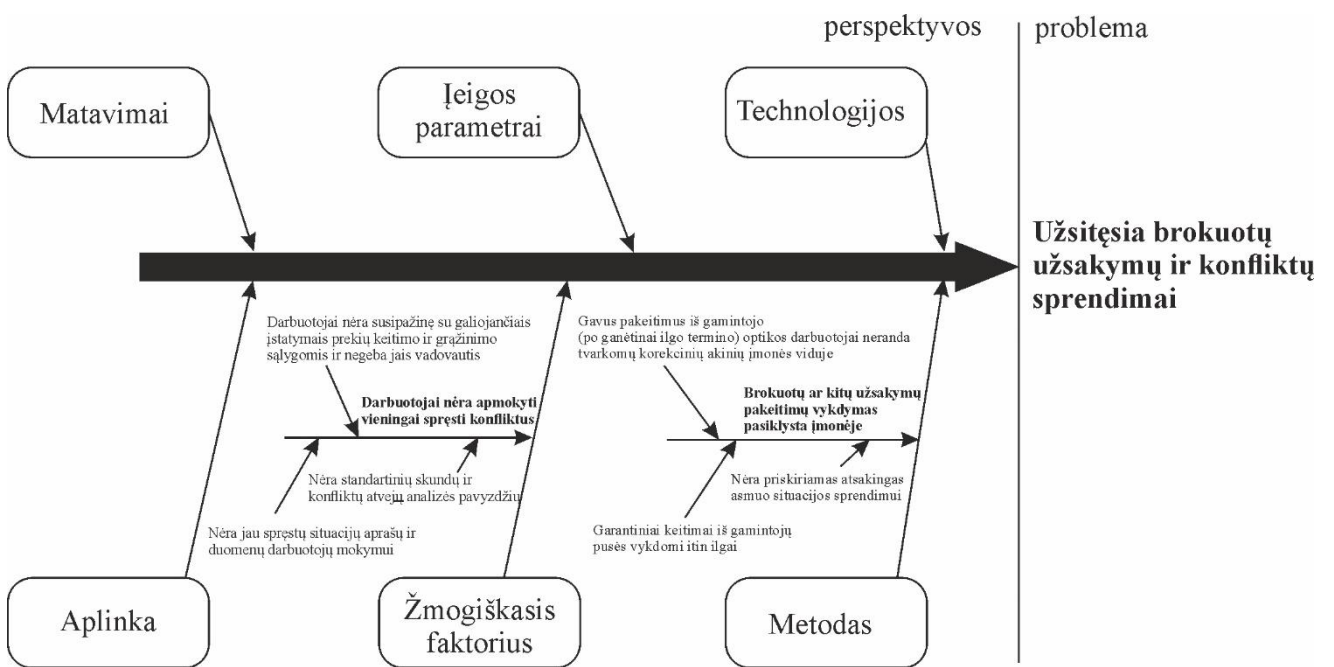 perspektyvos
problema
Matavimai
Įeigos
parametrai
Technologijos
Užsitęsia brokuotų
užsakymų ir konfliktų
sprendimai
Darbuotojai nėra susipažinę su galiojančiais
įstatymais prekių keitimo ir grąžinimo
sąlygomis ir negeba jais vadovautis
Darbuotojai nėra apmokyti
vieningai spręsti konfliktus
Nėra standartinių skundų ir
konfliktų atvejų analizės pavyzdžiu
Nėra jau spręstų situacijų aprašų ir
duomenų darbuotojų mokymui
Gavus pakeitimus iš gamintojo
(po ganėtinai ilgo termino) optikos darbuotojai neranda
tvarkomų korekcinių akinių įmonės viduje
Brokuotų ar kitų užsakymų
pakeitimų vykdymas
pasiklysta įmonėje
Nėra priskiriamas atsakingas
asmuo situacijos sprendimui
Garantiniai keitimai iš gamintojų
pusės vykdomi itin ilgai
Aplinka
Žmogiškasis
faktorius
Metodas